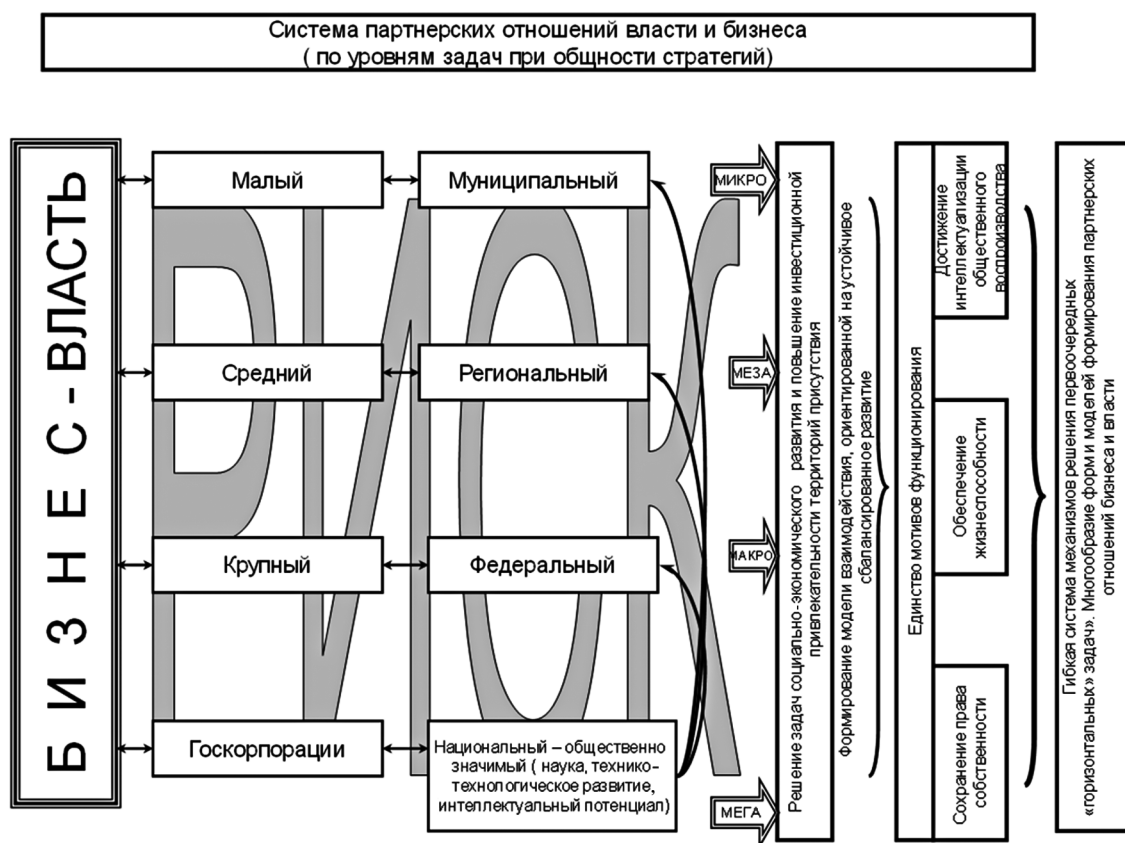 Система партнерских отношений власти и бизнеса
( по уровням задач при общности стратегий)
БИЗНЕС-ВЛАСТЬ
Малый
Муниципальный
МИКРО
Средний
Региональный
МЕЗА
Крупный
Федеральный
МАКРО
Госкорпорации
Национальный – общественно
значимый ( наука, технико-
технологическое развитие,
интеллектуальный потенциал)
МЕГА
РИСК
Решение задач социально-экономического развития и повышение инвестиционной
привлекательности территорий присутствия
Формирование модели взаимодействия, ориентированной на устойчивое
сбалансированное развитие
Единство мотивов функционирования
Достижение
интеллектуализации
общественного
воспроизводства
Обеспечение
жизнеспособности
Сохранение права
собственности
Гибкая система механизмов решения первоочередных
«горизонтальных» задач». Многообразие форм и моделей формирования партнерских
отношений бизнеса и власти